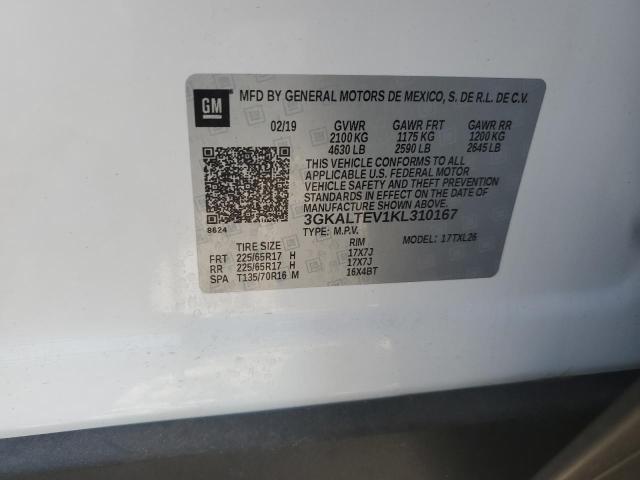 GM
MFD BY GENERAL MOTORS DE MEXICO, S. DE R.L. DE C.V.
02/19 GVWR GAWR FRT GAWR RR
2100 KG 1175 KG 1200 KG
4630 LB 2590 LB 2645 LB
THIS VEHICLE CONFORMS TO ALL
APPLICABLE U.S. FEDERAL MOTOR
VEHICLE SAFETY AND THEFT PREVENTION
STANDARDS IN EFFECT ON THE DATE OF
MANUFACTURE SHOWN ABOVE.
8624
3GKALTEV1KL310167
TYPE: M.P.V. MODEL: 17TXL26
TIRE SIZE RIM
FRT 225/65R17 H 17X7J
RR 225/65R17 H 17X7J
SPA T135/70R16 M 16X4BT